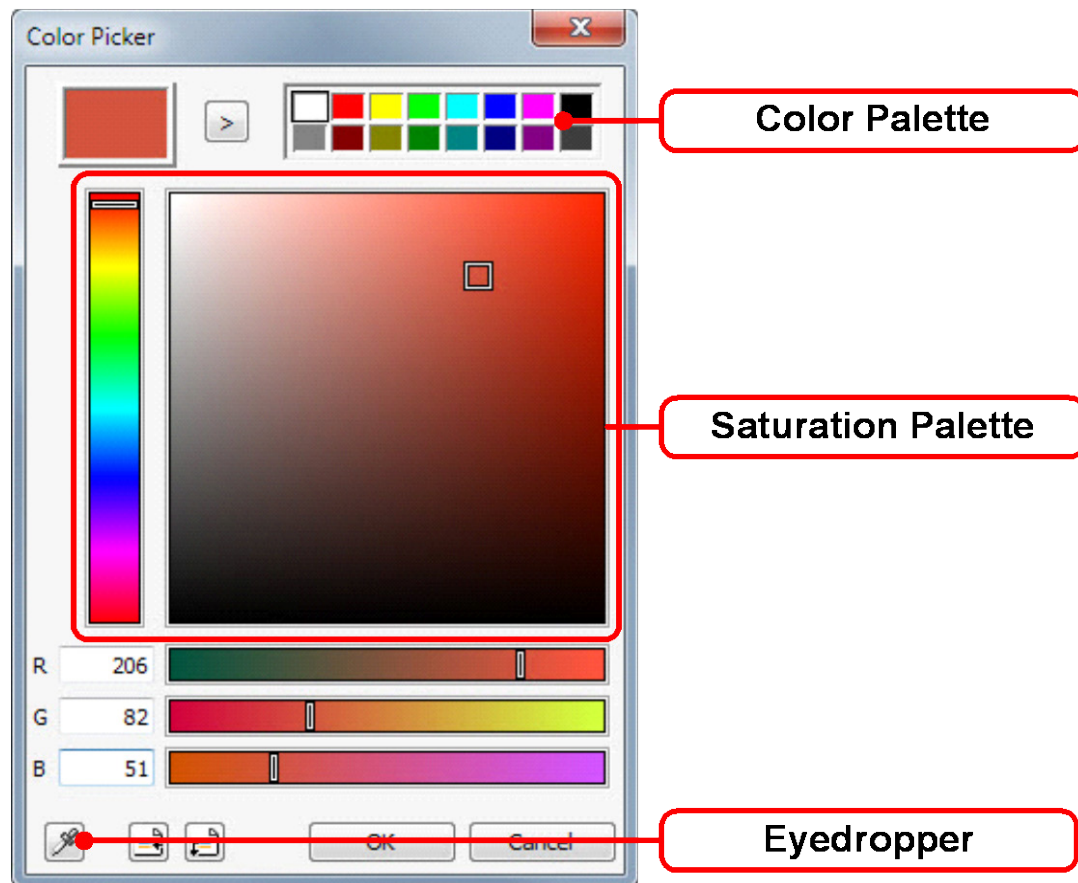 Color Picker
>
Color Palette
Saturation Palette
R 206
G 82
B 51
OK Cancel
Eyedropper